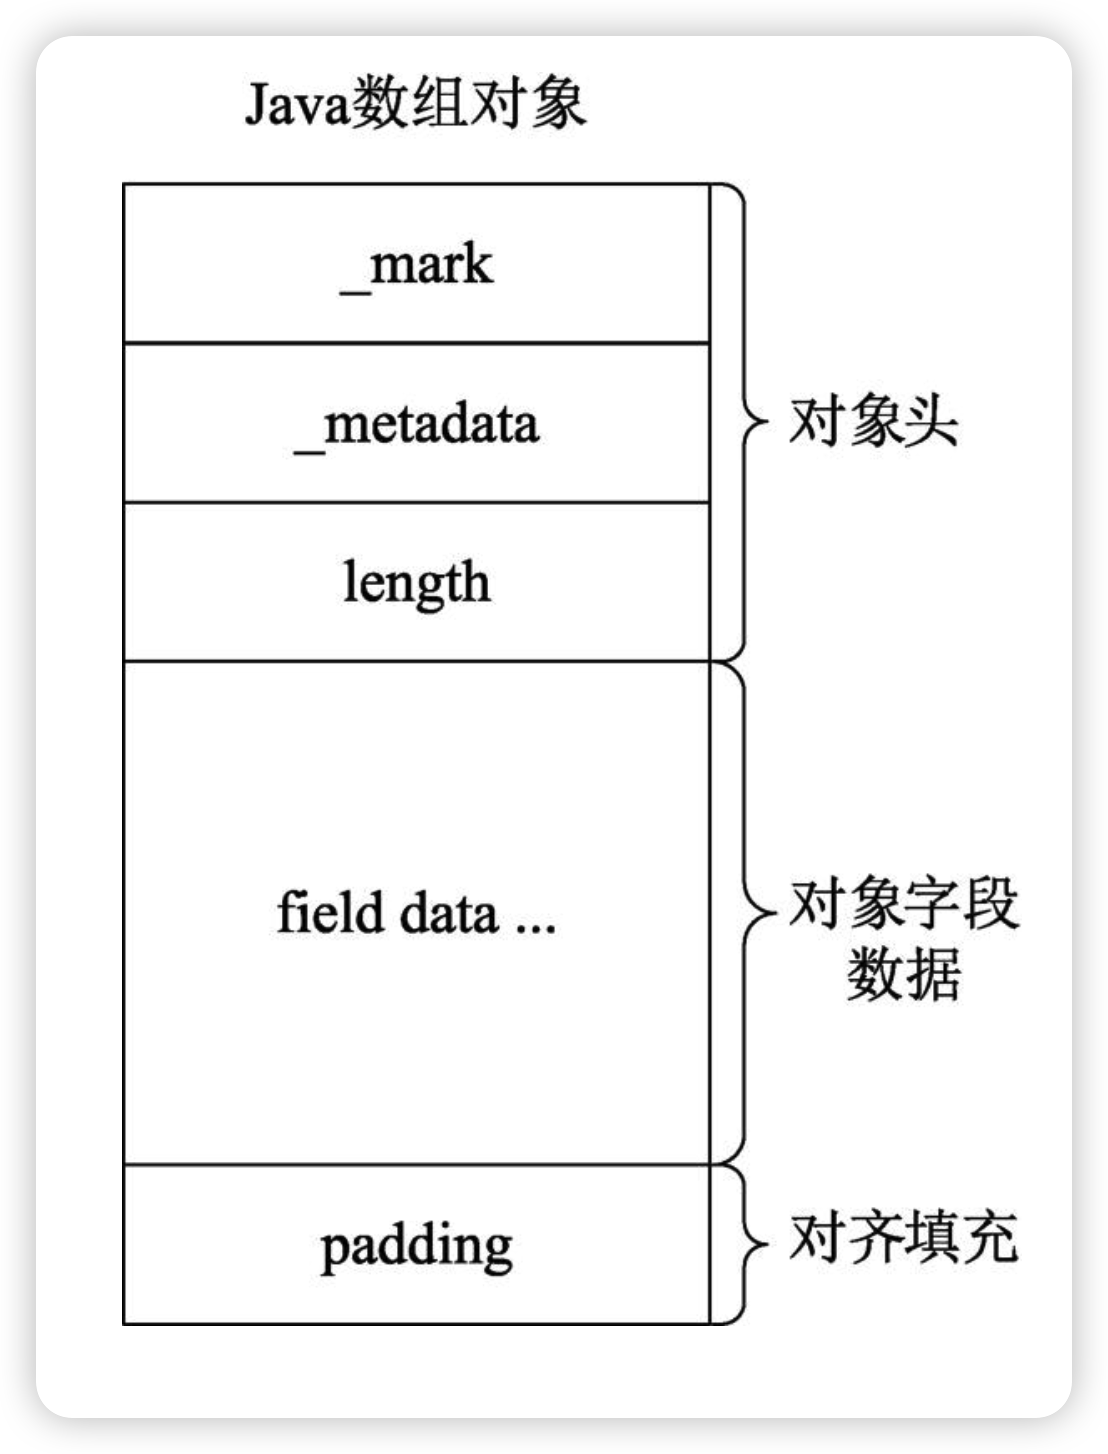 Java数组对象
_mark
_metadata
对象头
length
field data ...
对象字段
数据
padding
对齐填充